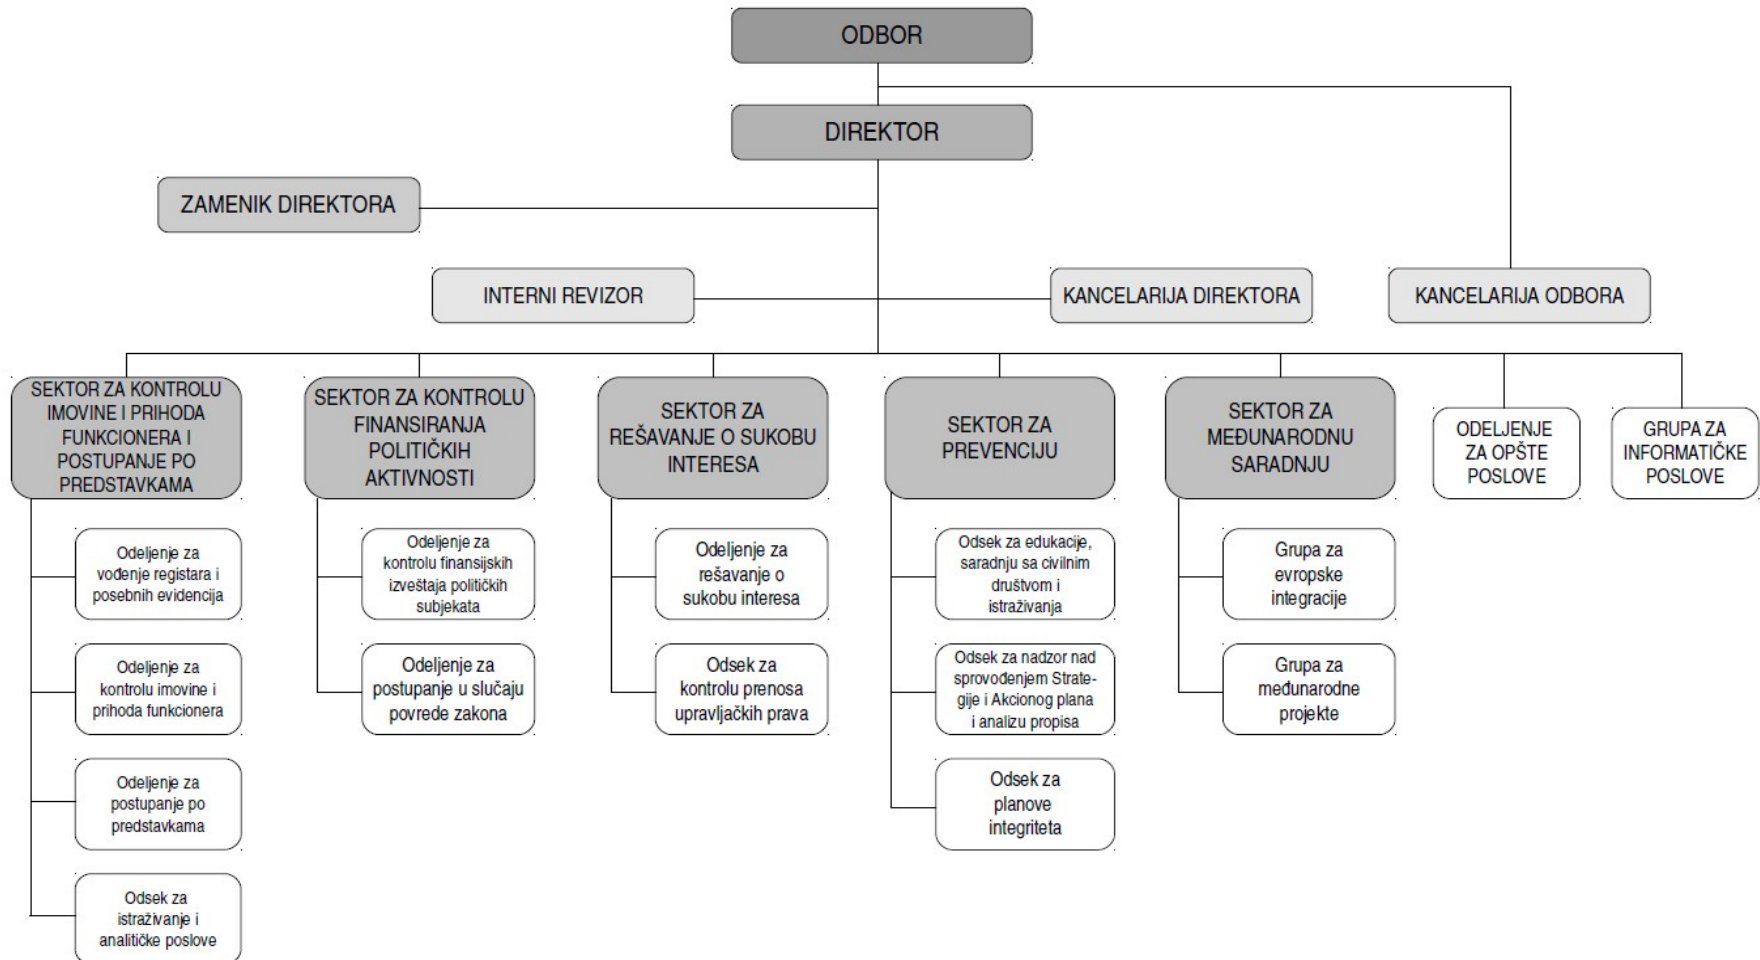 ODBOR
DIREKTOR
ZAMENIK DIREKTORA
INTERNI REVIZOR
KANCELARIJA DIREKTORA
KANCELARIJA ODBORA
SEKTOR ZA KONTROLU
IMOVINE I PRIHODA
FUNKCIONERA I
POSTUPANJE PO
PREDSTAVKAMA
SEKTOR ZA KONTROLU
FINANSIRANJA
POLITIČKIH
AKTIVNOSTI
SEKTOR ZA
REŠAVANJE O SUKOBU
INTERESA
SEKTOR ZA
PREVENCIJU
SEKTOR ZA
MEĐUNARODNU
SARADNJU
ODELJENJE
ZA OPŠTE
POSLOVE
GRUPA ZA
INFORMATIČKE
POSLOVE
Odeljenje za
vođenje registara i
posebnih evidencija
Odeljenje za
kontrolu imovine i
prihoda funkcionera
Odeljenje za
postupanje po
predstavkama
Odsek za
istraživanje i
analitičke poslove
Odeljenje za
kontrolu finansijskih
izveštaja političkih
subjekata
Odeljenje za
postupanje u slučaju
povrede zakona
Odeljenje za
rešavanje o
sukobu interesa
Odsek za
kontrolu prenosa
upravljačkih prava
Odsek za edukacije,
saradnju sa civilnim
društvom i
istraživanja
Odsek za nadzor nad
sprovođenjem Strate-
gije i Akcionog plana
i analizu propisa
Odsek za
planove
integriteta
Grupa za
evropske
integracije
Grupa za
međunarodne
projekte